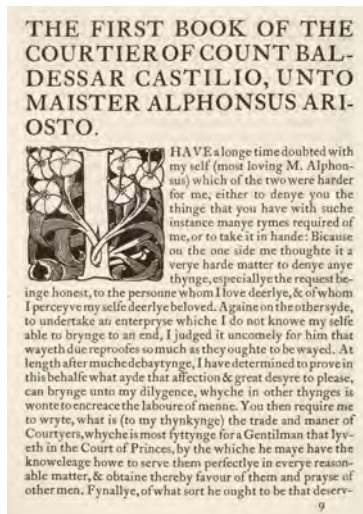 THE FIRST BOOK OF THE
COURTIER OF COUNT BAL-
DESSAR CASTILIO, UNTO
MAISTER ALPHONSUS ARI-
OSTO.
I HAVE a longe time doubted with
my self (most loving M. Alphon-
sus) which of the two were harder
for me, either to denye you the
thinge that you have with suche
instance manye tymes required of
me, or to take it in hande: Bicause
on the one side me thoughte it a
verye harde matter to denye anye
thynge, especiallye the request be-
inge honest, to the personne whom I love deerlye, & of whom
I perceyve my selfe deerlye beloved. Againe on the other syde,
to undertake an enterpryse whiche I do not knowe my selfe
able to brynge to an end, I judged it uncomely for him that
wayeth due reproofes so much as they oughte to be wayed. At
length after muche debatynge, I have determined to prove in
this behalfe what ayde that affection & great desyre to please,
can brynge unto my dilygence, whyche in other thynges is
wonte to encreace the laboure of menne. You then require me
to wryte, what is (to my thynkynge) the trade and maner of
Courtyers, whyche is most fyttynge for a Gentilman that lyv-
eth in the Court of Princes, by the whiche he maye have the
knoweleage howe to serve them perfectlye in everye reason-
able matter, & obtaine thereby favour of them and prayse of
other men. Fynallye, of what sort he ought to be that deserv-
9